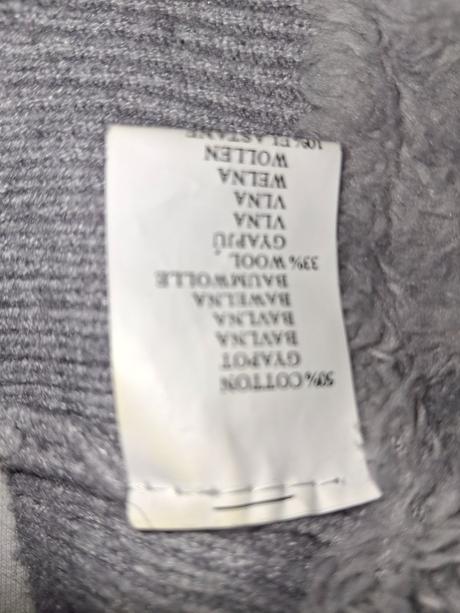 50% COTTON
GYAPOT
BAVLNA
BAVLNA
BAWELNA
BAUMWOLLE
33% WOOL
GYAPJÚ
VLNA
VLNA
WELNA
WOLLEN
10% ELASTANE